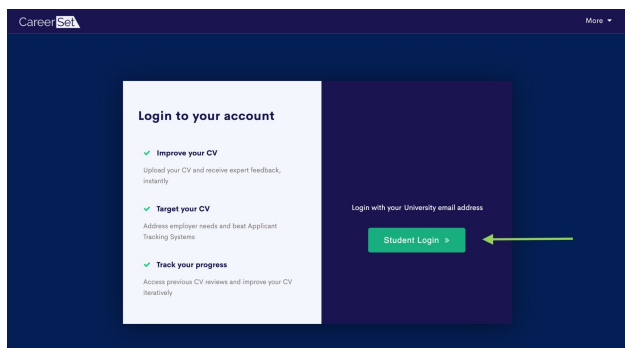 CareerSet
More
Login to your account
Improve your CV
Upload your CV and receive expert feedback,
instantly
Target your CV
Address employer needs and beat Applicant
Tracking Systems
Track your progress
Access previous CV reviews and improve your CV
iteratively
Login with your University email address
Student Login »